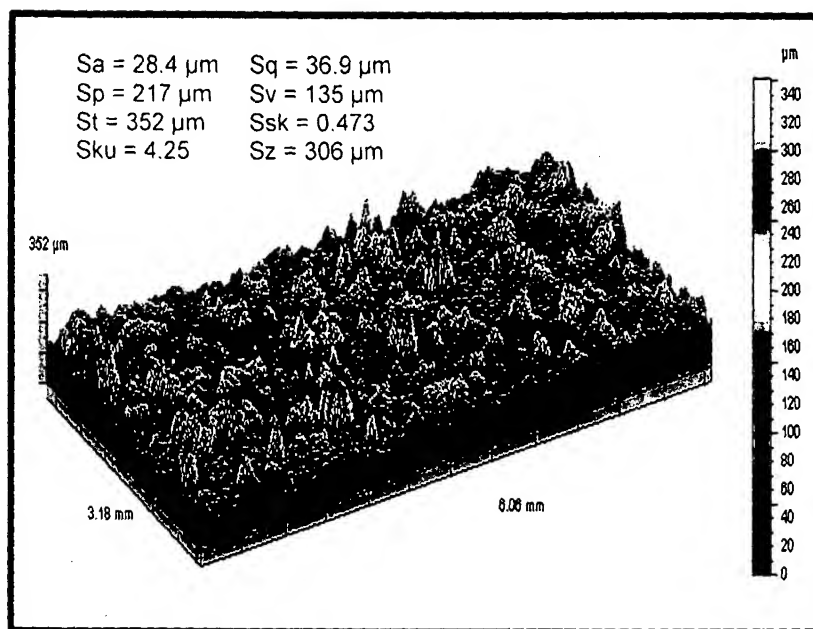 Sa = 28.4 µm Sq = 36.9 µm
Sp = 217 µm Sv = 135 µm
St = 352 µm Ssk = 0.473
Sku = 4.25 Sz = 306 µm
352 µm
3.18 mm
6.06 mm
µm
340
320
300
280
260
240
220
200
180
160
140
120
100
80
60
40
20
0